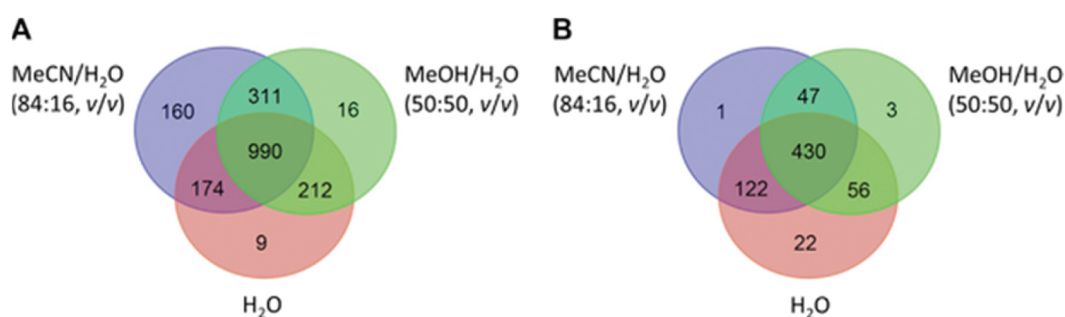 A
MeCN/H₂O
(84:16, v/v)
MeOH/H₂O
(50:50, v/v)
160
311
16
990
174
212
9
H₂O
B
MeCN/H₂O
(84:16, v/v)
MeOH/H₂O
(50:50, v/v)
1
47
3
430
122
56
22
H₂O